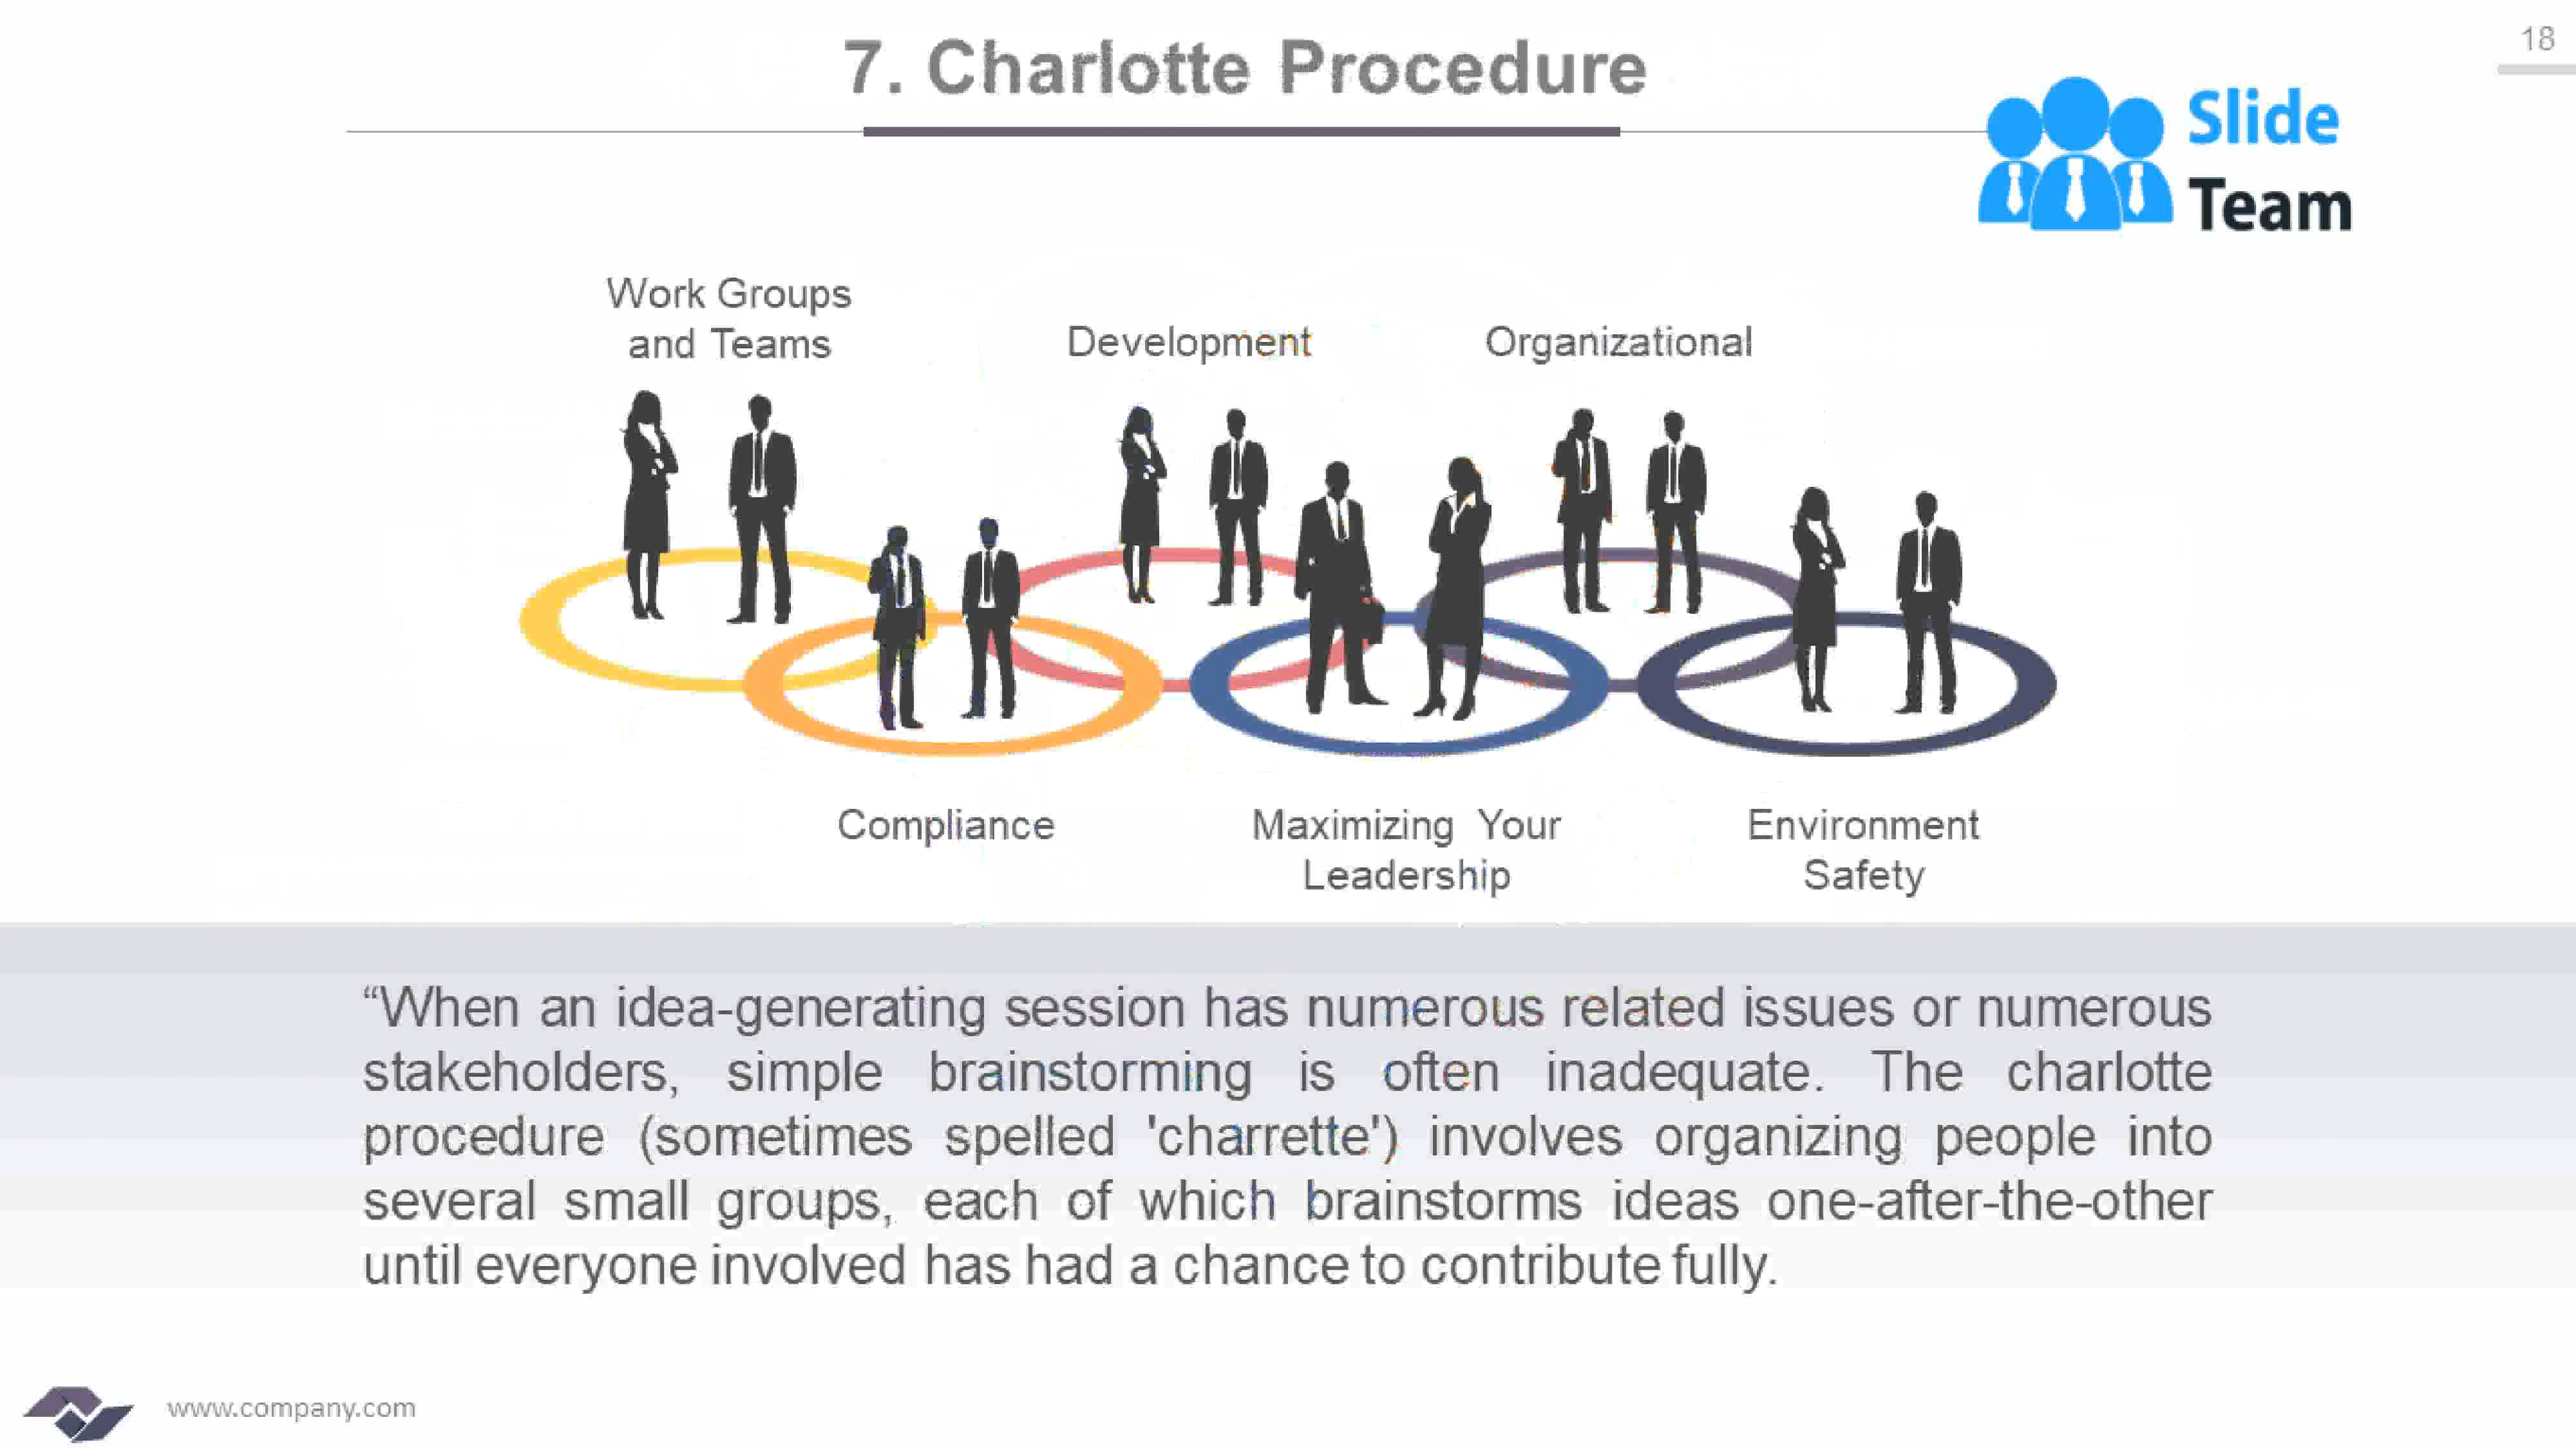 7. Charlotte Procedure
18
Slide
Team
Work Groups
and Teams
Development
Organizational
Compliance
Maximizing Your
Leadership
Environment
Safety
“When an idea-generating session has numerous related issues or numerous
stakeholders, simple brainstorming is often inadequate. The charlotte
procedure (sometimes spelled 'charrette') involves organizing people into
several small groups, each of which brainstorms ideas one-after-the-other
until everyone involved has had a chance to contribute fully.
www.company.com